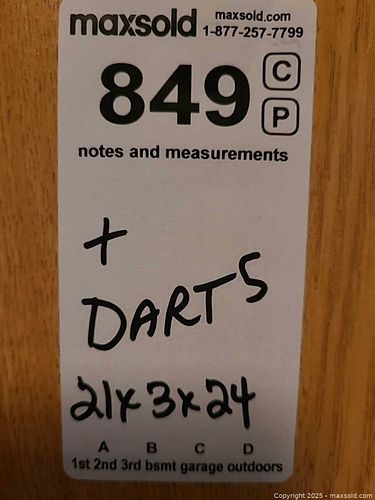 maxsold
maxsold.com
1-877-257-7799
849
C
P
notes and measurements
+
DARTS
21x3x24
A B C D
1st 2nd 3rd bsmt garage outdoors
Copyright 2025 - maxsold.com